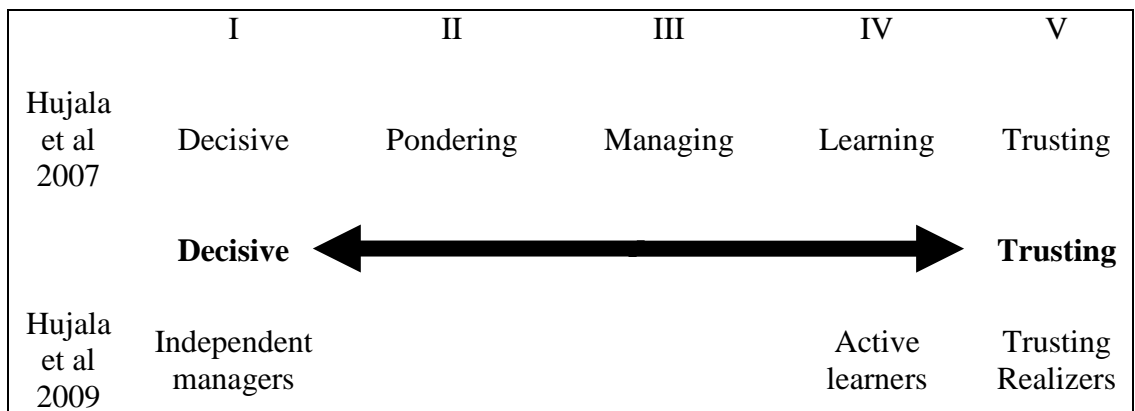 I II III IV V
Hujala
et al
2007
Decisive Pondering Managing Learning Trusting
Decisive Trusting
Hujala
et al
2009
Independent
managers
Active
learners
Trusting
Realizers